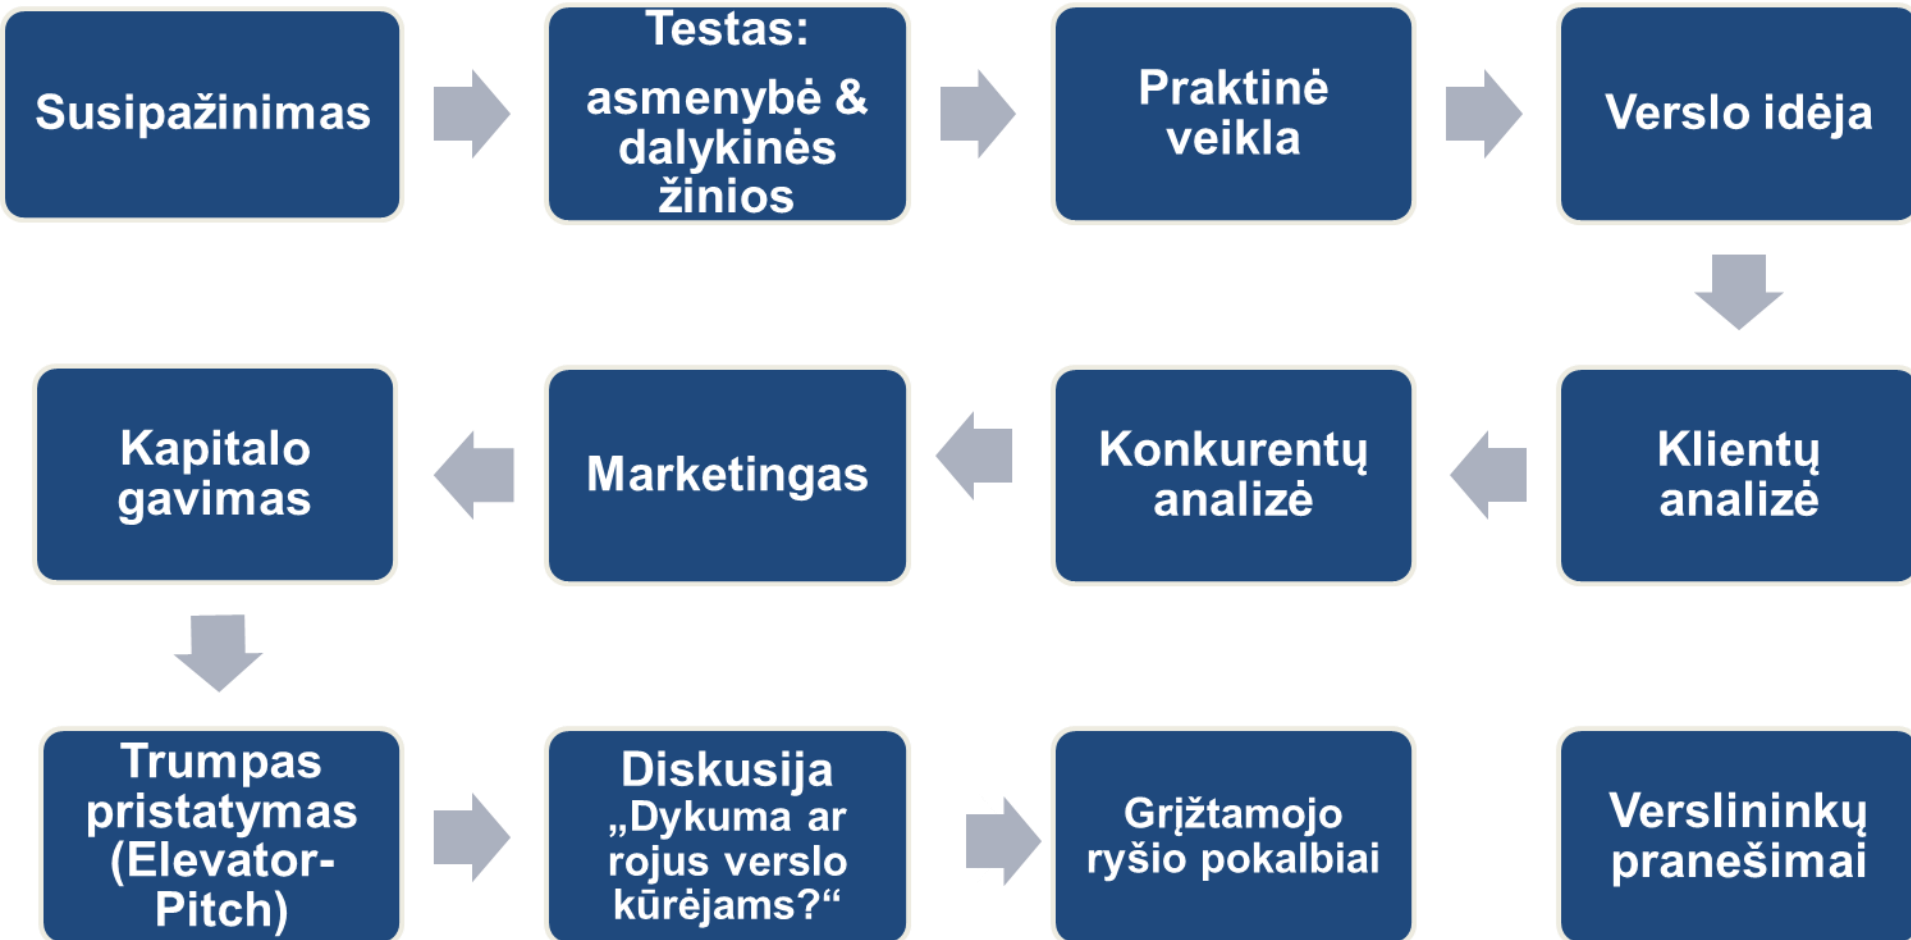 Susipažinimas
Testas:
asmenybė &
dalykinės
žinios
Praktinė
veikla
Verslo idėja
Klientų
analizė
Konkurentų
analizė
Marketingas
Kapitalo
gavimas
Trumpas
pristatymas
(Elevator-
Pitch)
Diskusija
„Dykuma ar
rojus verslo
kūrėjams?“
Grįžtamojo
ryšio pokalbiai
Verslininkų
pranešimai